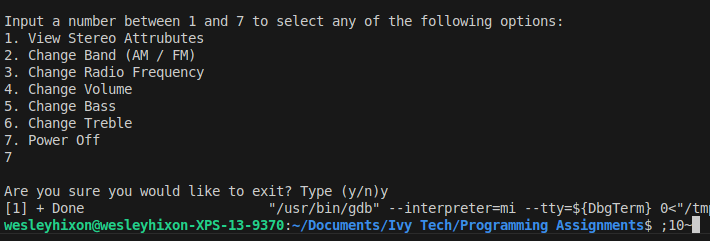 Input a number between 1 and 7 to select any of the following options:
1. View Stereo Attrubutes
2. Change Band (AM / FM)
3. Change Radio Frequency
4. Change Volume
5. Change Bass
6. Change Treble
7. Power Off
7
Are you sure you would like to exit? Type (y/n)y
[1] + Done                       "/usr/bin/gdb" --interpreter=mi --tty=${DbgTerm} 0<"/tmp
wesleyhixon@wesleyhixon-XPS-13-9370:~/Documents/Ivy Tech/Programming Assignments$ ;10~